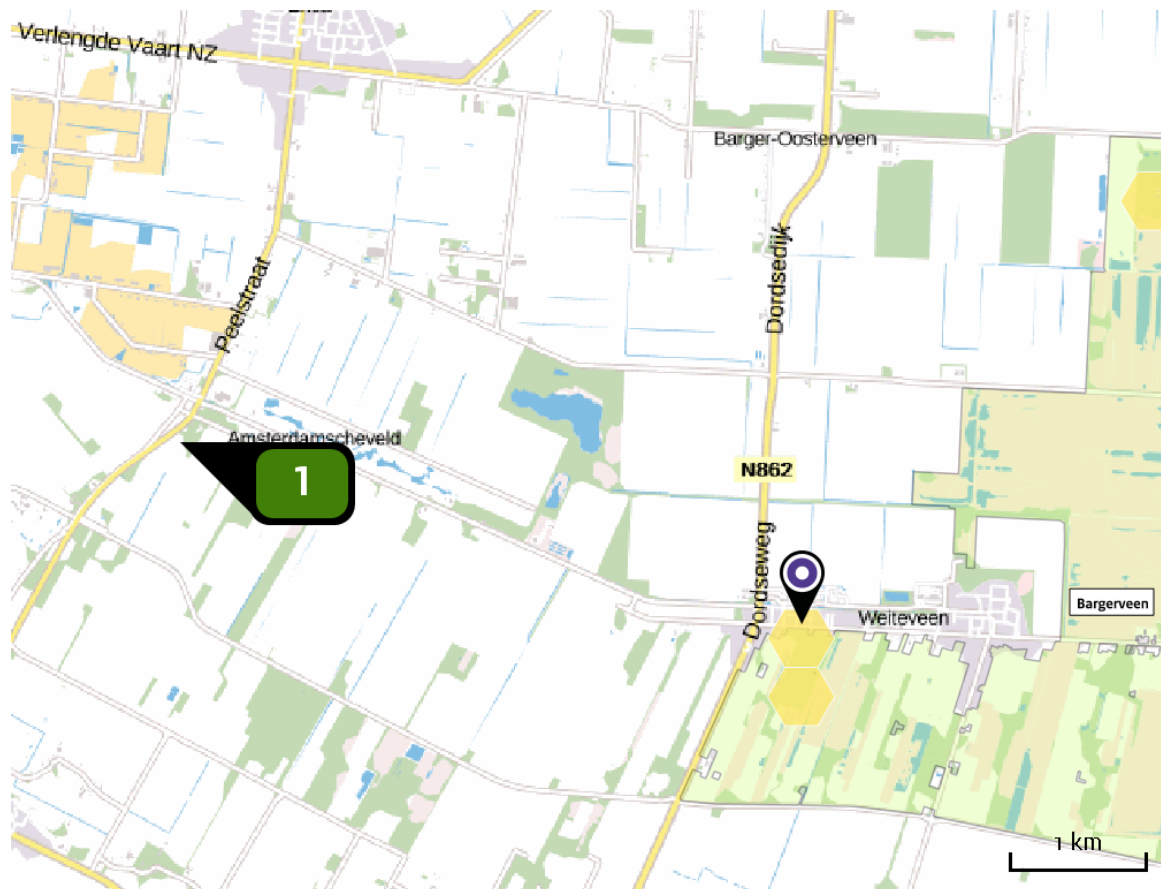 Verlengde Vaart NZ
Barger-Oosterveen
Dordsedijk
Peelstraat
Amsterdamscheveld
1
N862
Dordseweg
Bargerveen
Weiteveen
1 km